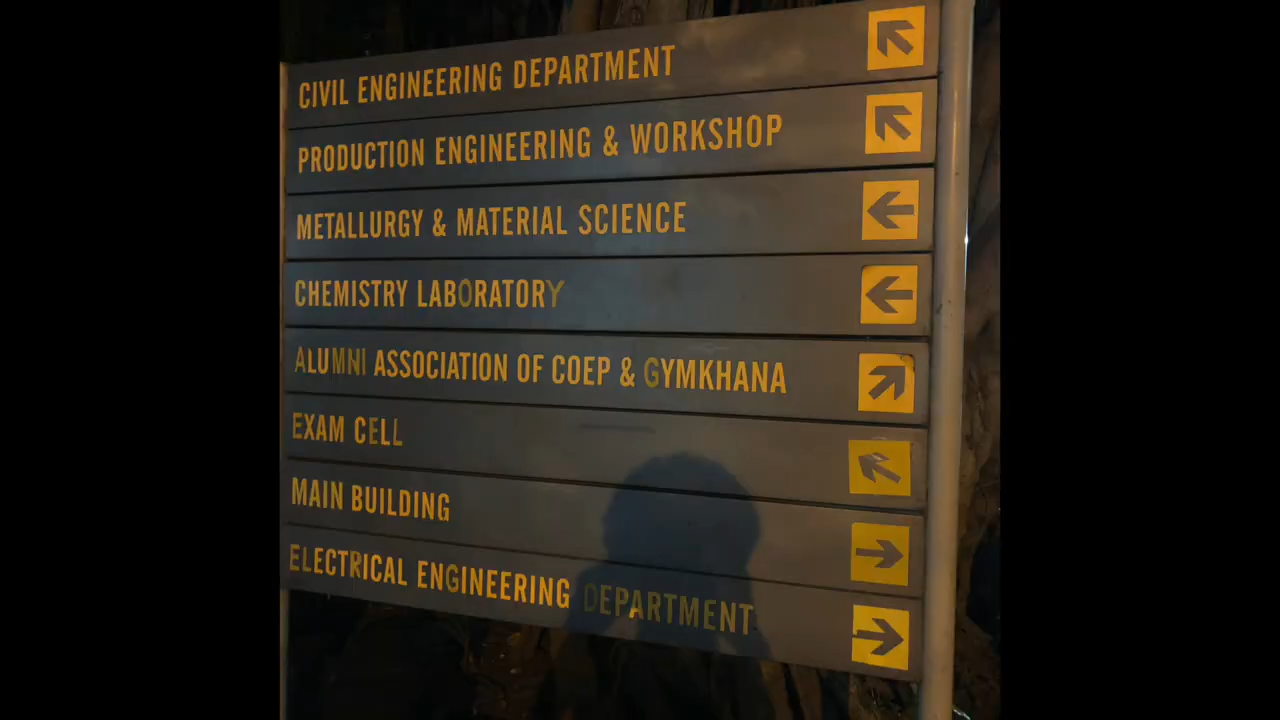 CIVIL ENGINEERING DEPARTMENT
PRODUCTION ENGINEERING & WORKSHOP
METALLURGY & MATERIAL SCIENCE
CHEMISTRY LABORATORY
ALUMNI ASSOCIATION OF COEP & GYMKHANA
EXAM CELL
MAIN BUILDING
ELECTRICAL ENGINEERING DEPARTMENT